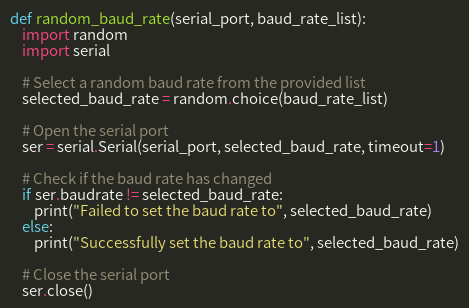 def random_baud_rate(serial_port, baud_rate_list):
    import random
    import serial

    # Select a random baud rate from the provided list
    selected_baud_rate = random.choice(baud_rate_list)

    # Open the serial port
    ser = serial.Serial(serial_port, selected_baud_rate, timeout=1)

    # Check if the baud rate has changed
    if ser.baudrate != selected_baud_rate:
        print("Failed to set the baud rate to", selected_baud_rate)
    else:
        print("Successfully set the baud rate to", selected_baud_rate)

    # Close the serial port
    ser.close()